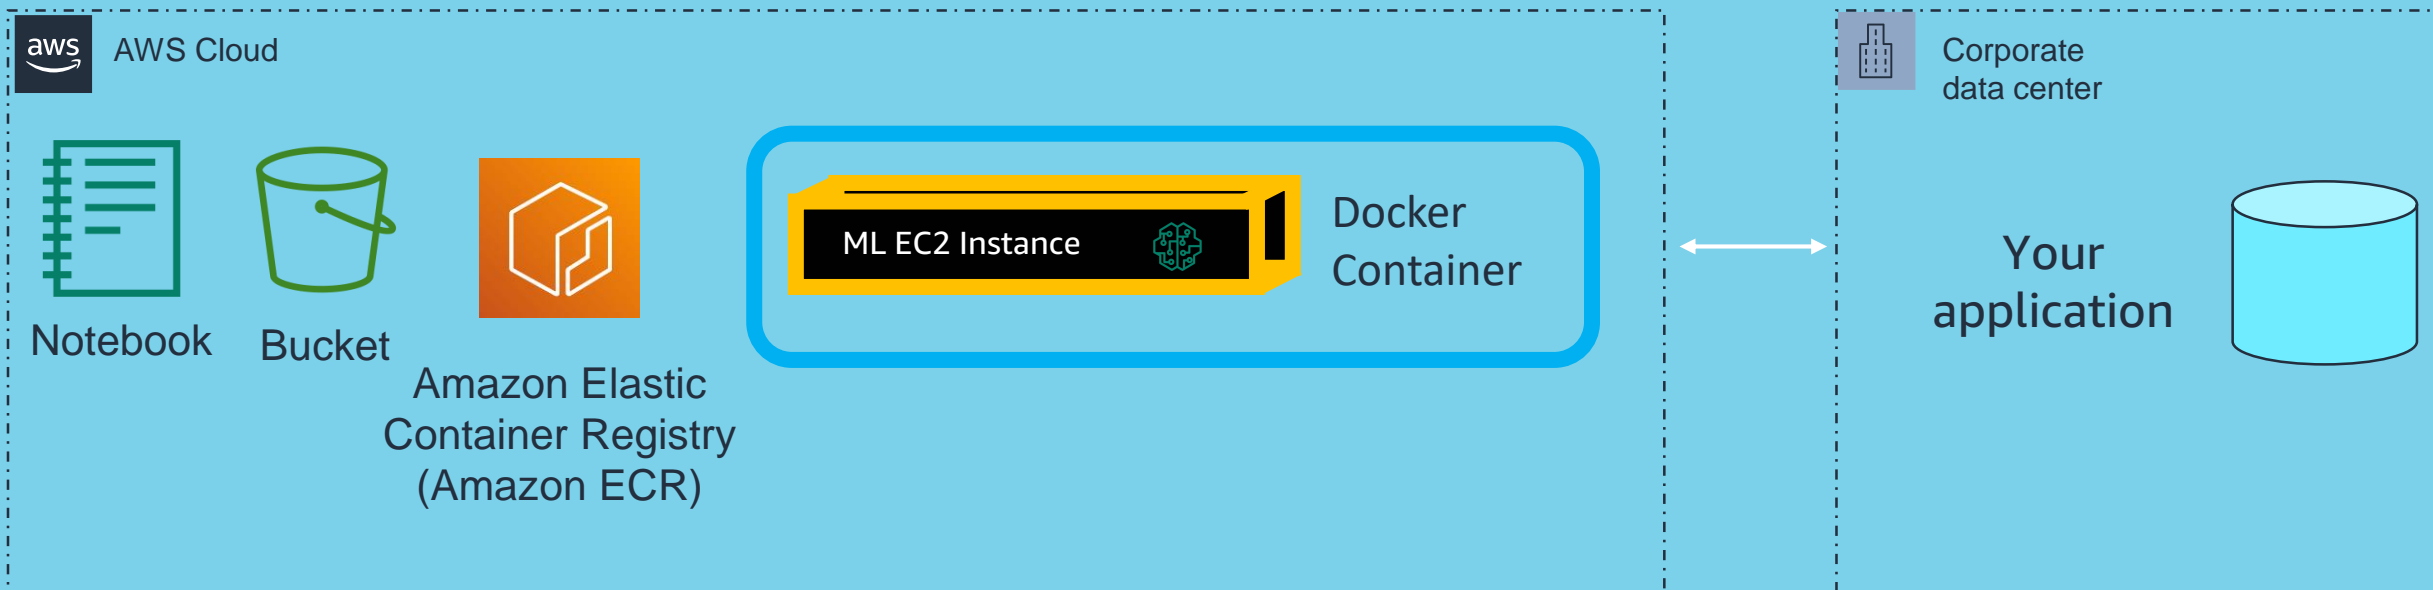 aws
AWS Cloud
Corporate
data center
Notebook
Bucket
Amazon Elastic
Container Registry
(Amazon ECR)
ML EC2 Instance
Docker
Container
Your
application